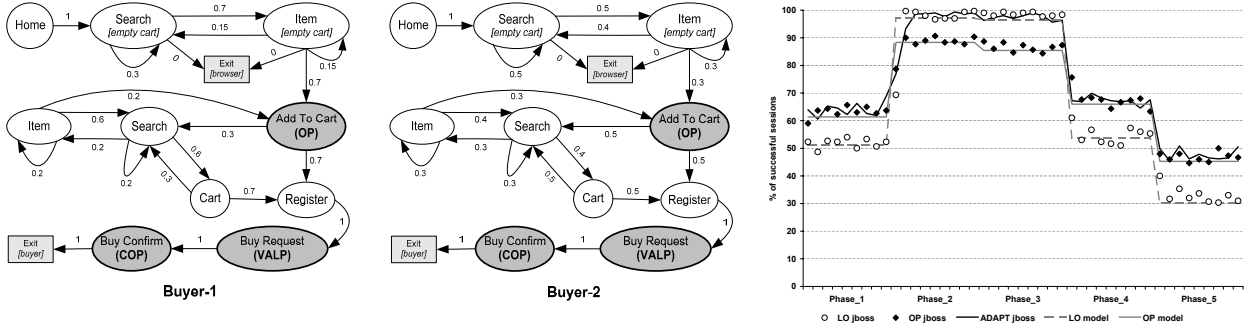 Home
1
Search
[empty cart]
0.7
0.15
Item
[empty cart]
0.3
0
Exit
[browser]
0
0.15
0.7
0.2
Item
0.6
Search
0.2
0.3
Add To Cart
(OP)
0.2
0.2
0.6
0.3
Cart
0.7
0.7
Register
1
Exit
[buyer]
1
Buy Confirm
(COP)
1
Buy Request
(VALP)
Buyer-1
Home
1
Search
[empty cart]
0.5
0.4
Item
[empty cart]
0.5
0
Exit
[browser]
0
0.3
0.3
0.3
Item
0.4
Search
0.2
0.5
Add To Cart
(OP)
0.3
0.3
0.4
0.5
Cart
0.5
0.5
Register
1
Exit
[buyer]
1
Buy Confirm
(COP)
1
Buy Request
(VALP)
Buyer-2
% of successful sessions
100
90
80
70
60
50
40
30
20
10
0
Phase_1 Phase_2 Phase_3 Phase_4 Phase_5
LO jboss OP jboss ADAPT jboss LO model OP model